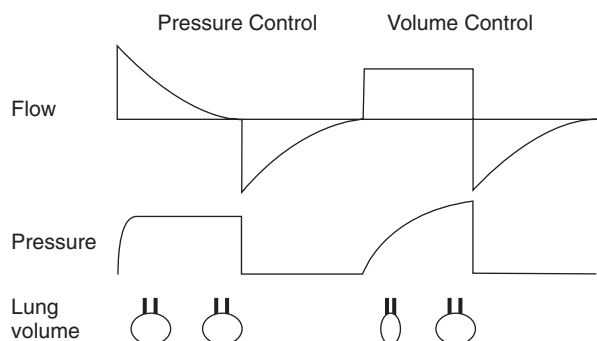 Pressure Control Volume Control
Flow
Pressure
Lung
volume